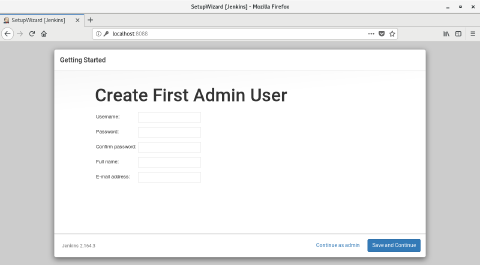 SetupWizard [Jenkins] - Mozilla Firefox
SetupWizard [Jenkins]
localhost:8080
Getting Started
Create First Admin User
Username:
Password:
Confirm password:
Full name:
E-mail address:
Jenkins 2.164.3
Continue as admin
Save and Continue